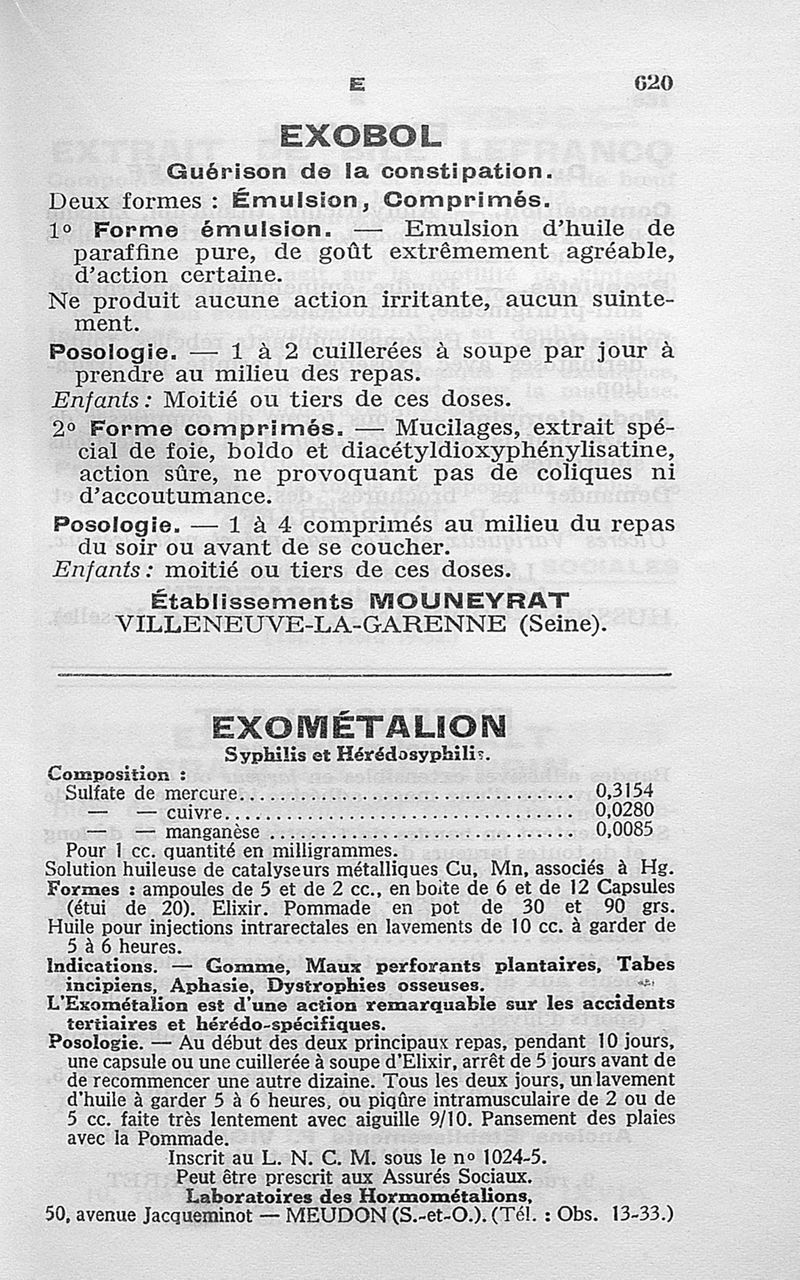 E 620
EXOBOL
Guérison de la constipation.
Deux formes : Émulsion, Comprimés.
1º Forme émulsion. — Emulsion d'huile de
paraffine pure, de goût extrêmement agréable,
d'action certaine.
Ne produit aucune action irritante, aucun suinte-
ment.
Posologie. — 1 à 2 cuillerées à soupe par jour à
prendre au milieu des repas.
Enfants : Moitié ou tiers de ces doses.
2º Forme comprimés. — Mucilages, extrait spé-
cial de foie, boldo et diacétyldioxyphénylisatine,
action sûre, ne provoquant pas de coliques ni
d'accoutumance.
Posologie. — 1 à 4 comprimés au milieu du repas
du soir ou avant de se coucher.
Enfants : moitié ou tiers de ces doses.
Établissements MOUNEYRAT
VILLENEUVE-LA-GARENNE (Seine).
EXOMÉTALION
Syphilis et Hérédosyphilis.
Composition :
Sulfate de mercure................................ 0,3154
— — cuivre................................ 0,0280
— — manganèse ............................ 0,0085
Pour 1 cc. quantité en milligrammes.
Solution huileuse de catalyseurs métalliques Cu, Mn, associés à Hg.
Formes : ampoules de 5 et de 2 cc., en boite de 6 et de 12 Capsules
(étui de 20). Elixir. Pommade en pot de 30 et 90 grs.
Huile pour injections intrarectales en lavements de 10 cc. à garder de
5 à 6 heures.
Indications. — Gomme, Maux perforants plantaires, Tabes
incipiens, Aphasie, Dystrophies osseuses.
L'Exométalion est d'une action remarquable sur les accidents
tertiaires et hérédo-spécifiques.
Posologie. — Au début des deux principaux repas, pendant 10 jours,
une capsule ou une cuillerée à soupe d'Elixir, arrêt de 5 jours avant de
de recommencer une autre dizaine. Tous les deux jours, un lavement
d'huile à garder 5 à 6 heures, ou piqûre intramusculaire de 2 ou de
5 cc. faite très lentement avec aiguille 9/10. Pansement des plaies
avec la Pommade.
Inscrit au L. N. C. M. sous le nº 1024-5.
Peut être prescrit aux Assurés Sociaux.
Laboratoires des Hormométalions,
50, avenue Jacqueminot — MEUDON (S.-et-O.). (Tél. : Obs. 13-33.)